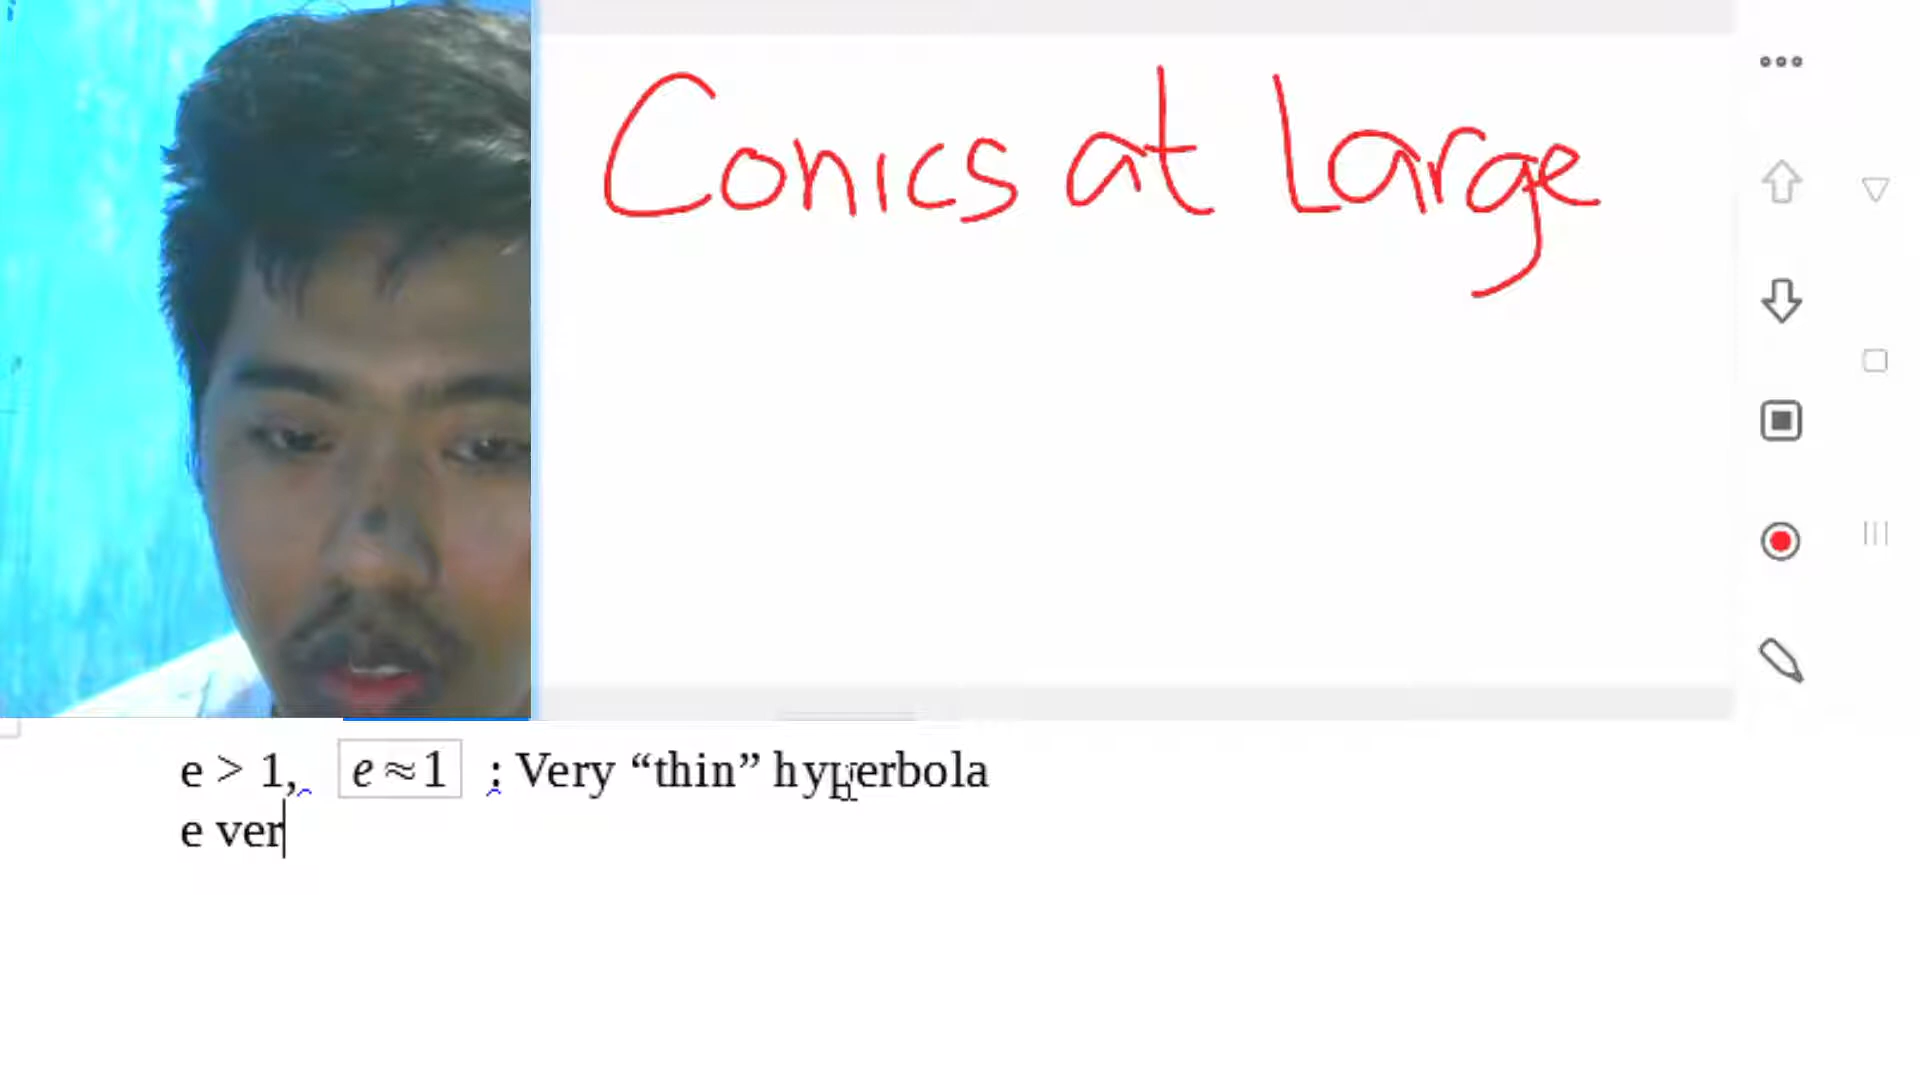 Conics at Large
e > 1, e ≈ 1 ; Very “thin” hyperbola
e ver